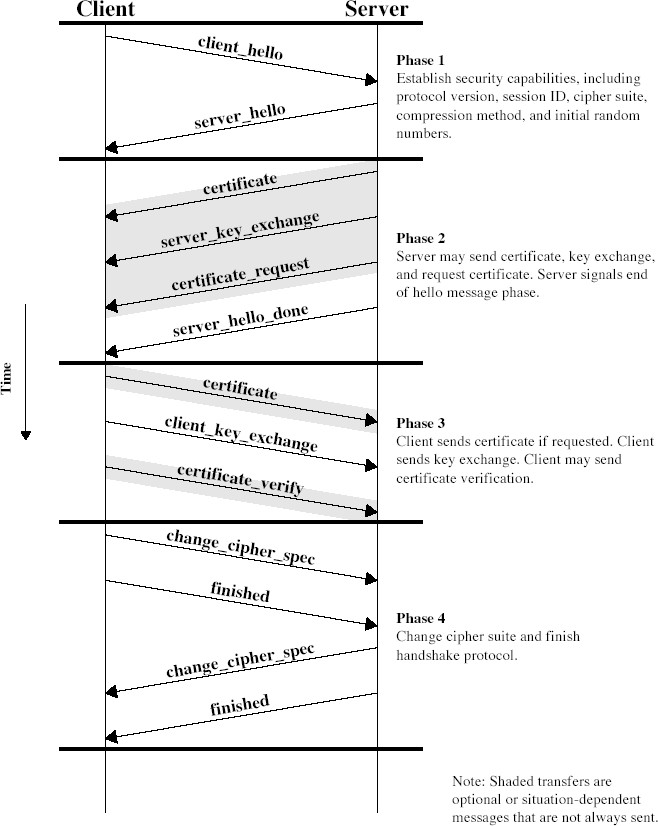 Client
Server
client_hello
server_hello
Phase 1
Establish security capabilities, including
protocol version, session ID, cipher suite,
compression method, and initial random
numbers.
certificate
server_key_exchange
certificate_request
server_hello_done
Phase 2
Server may send certificate, key exchange,
and request certificate. Server signals end
of hello message phase.
Time
certificate
client_key_exchange
certificate_verify
Phase 3
Client sends certificate if requested. Client
sends key exchange. Client may send
certificate verification.
change_cipher_spec
finished
change_cipher_spec
finished
Phase 4
Change cipher suite and finish
handshake protocol.
Note: Shaded transfers are
optional or situation-dependent
messages that are not always sent.